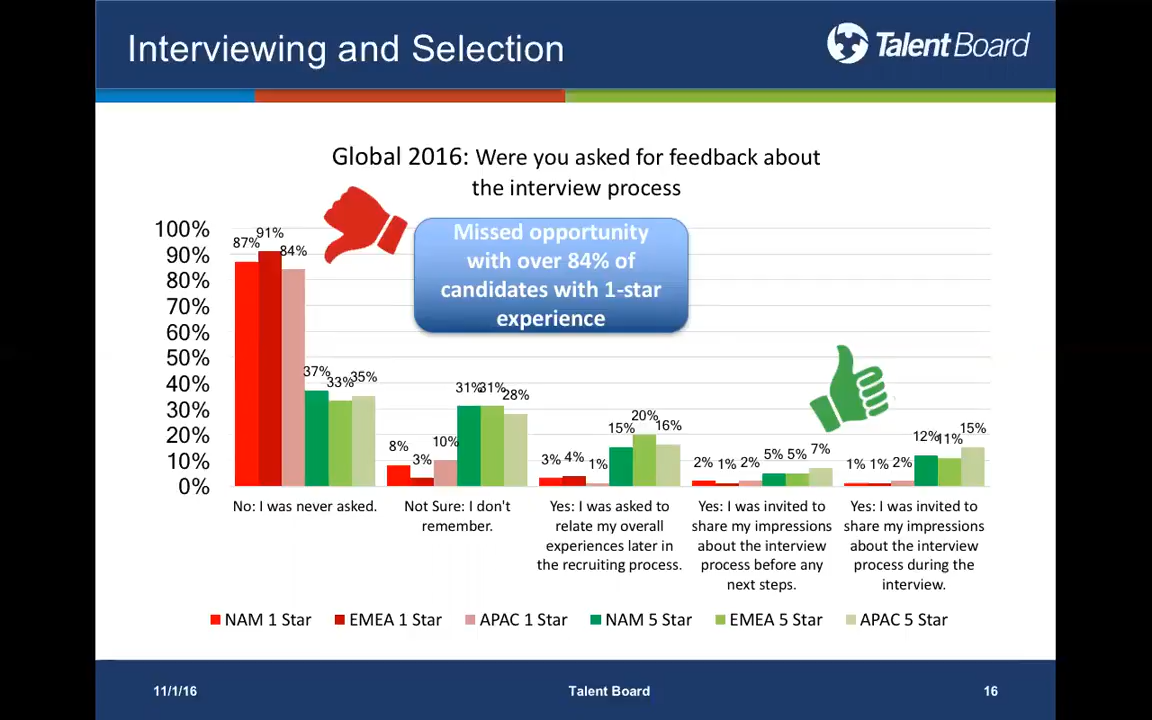 Interviewing and Selection
TalentBoard
Global 2016: Were you asked for feedback about
the interview process
Missed opportunity
with over 84% of
candidates with 1-star
experience
100%
90%
80%
70%
60%
50%
40%
30%
20%
10%
0%
87% 91% 84% 37% 33% 35%
8% 3% 10% 31% 31% 28%
3% 4% 1% 15% 20% 16%
2% 1% 2% 5% 5% 7%
1% 1% 2% 12% 11% 15%
No: I was never asked.
Not Sure: I don't
remember.
Yes: I was asked to
relate my overall
experiences later in
the recruiting process.
Yes: I was invited to
share my impressions
about the interview
process before any
next steps.
Yes: I was invited to
share my impressions
about the interview
process during the
interview.
NAM 1 Star EMEA 1 Star APAC 1 Star NAM 5 Star EMEA 5 Star APAC 5 Star
11/1/16 Talent Board 16